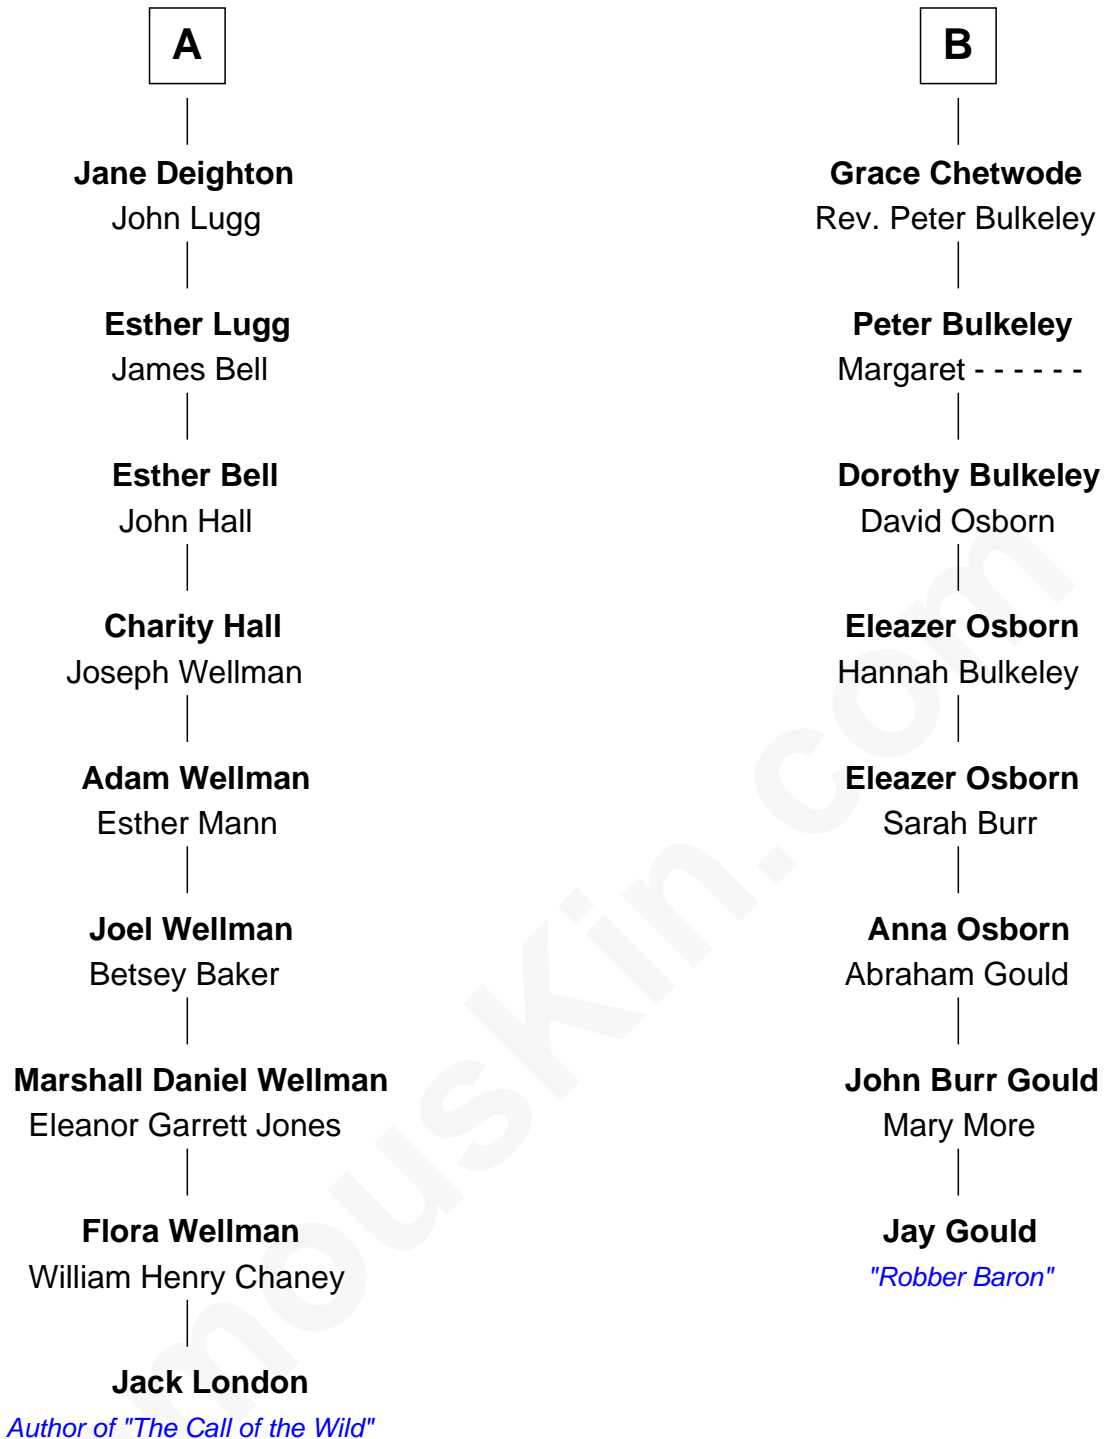 A
Jane Deighton
John Lugg
Esther Lugg
James Bell
Esther Bell
John Hall
Charity Hall
Joseph Wellman
Adam Wellman
Esther Mann
Joel Wellman
Betsey Baker
Marshall Daniel Wellman
Eleanor Garrett Jones
Flora Wellman
William Henry Chaney
Jack London
Author of "The Call of the Wild"
B
Grace Chetwode
Rev. Peter Bulkeley
Peter Bulkeley
Margaret - - - - - -
Dorothy Bulkeley
David Osborn
Eleazer Osborn
Hannah Bulkeley
Eleazer Osborn
Sarah Burr
Anna Osborn
Abraham Gould
John Burr Gould
Mary More
Jay Gould
"Robber Baron"
mousKin.com